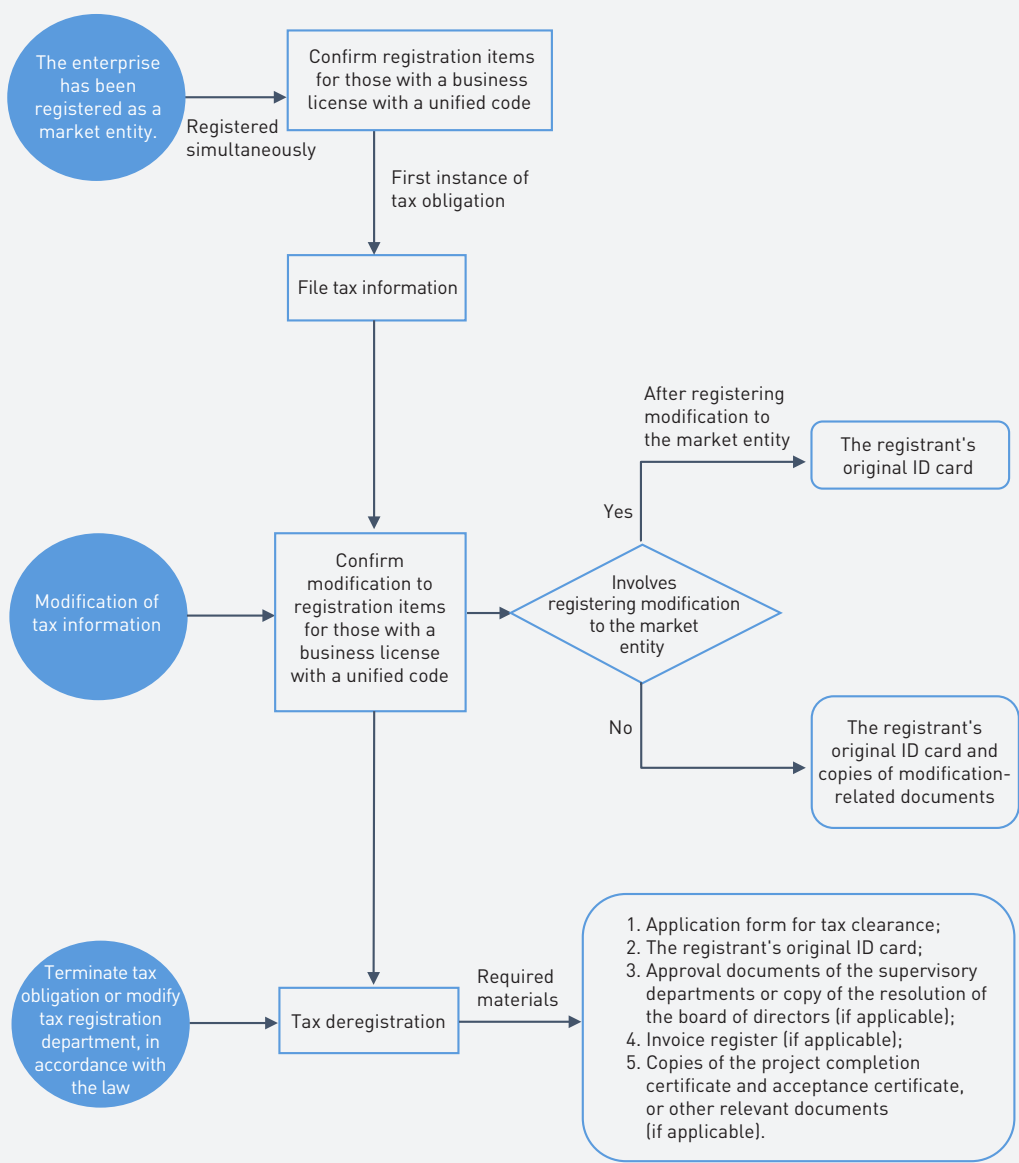 The enterprise
has been
registered as a
market entity.
Registered
simultaneously
Confirm registration items
for those with a business
license with a unified code
First instance of
tax obligation
File tax information
Modification of
tax information
Confirm
modification to
registration items
for those with a
business license
with a unified code
Involves
registering modification
to the market
entity
Yes
After registering
modification to
the market entity
The registrant's
original ID card
No
The registrant's
original ID card and
copies of modification-
related documents
Terminate tax
obligation or modify
tax registration
department, in
accordance with
the law
Tax deregistration
Required
materials
1. Application form for tax clearance;
2. The registrant's original ID card;
3. Approval documents of the supervisory
departments or copy of the resolution of
the board of directors (if applicable);
4. Invoice register (if applicable);
5. Copies of the project completion
certificate and acceptance certificate,
or other relevant documents
(if applicable).